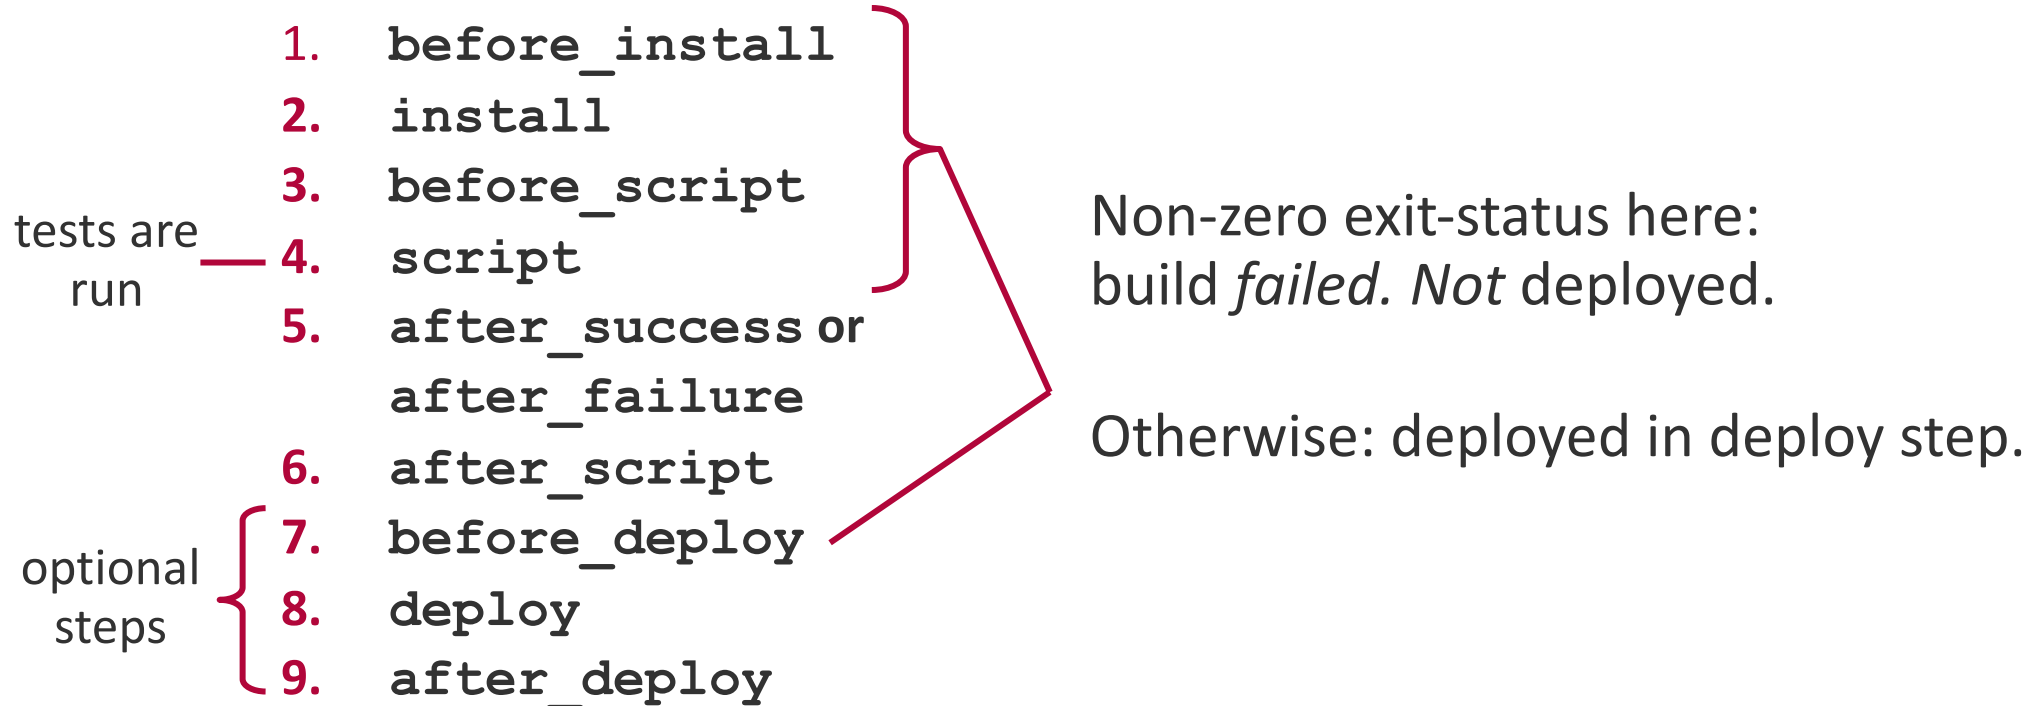 1. before_install
2. install
3. before_script
tests are
run
4. script
5. after_success or
after_failure
6. after_script
optional
steps
7. before_deploy
8. deploy
9. after_deploy
Non-zero exit-status here:
build failed. Not deployed.
Otherwise: deployed in deploy step.